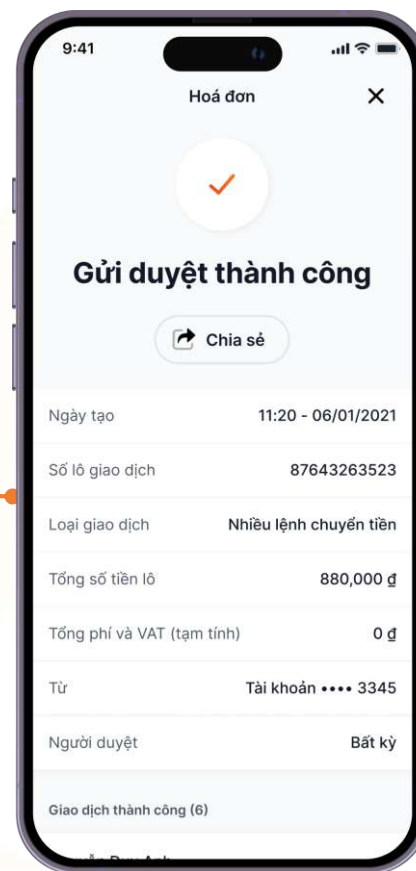 9:41
Hoá đơn
Gửi duyệt thành công
Chia sẻ
Ngày tạo 11:20 - 06/01/2021
Số lô giao dịch 87643263523
Loại giao dịch Nhiều lệnh chuyển tiền
Tổng số tiền lô 880,000 ₫
Tổng phí và VAT (tạm tính) 0 ₫
Từ Tài khoản •••• 3345
Người duyệt Bất kỳ
Giao dịch thành công (6)